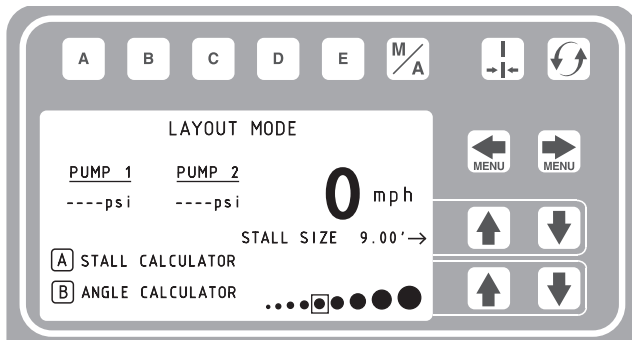 A B C D E M/A
LAYOUT MODE
MENU MENU
PUMP 1 PUMP 2
0 mph
----psi ----psi
STALL SIZE 9.00'→
A STALL CALCULATOR
B ANGLE CALCULATOR